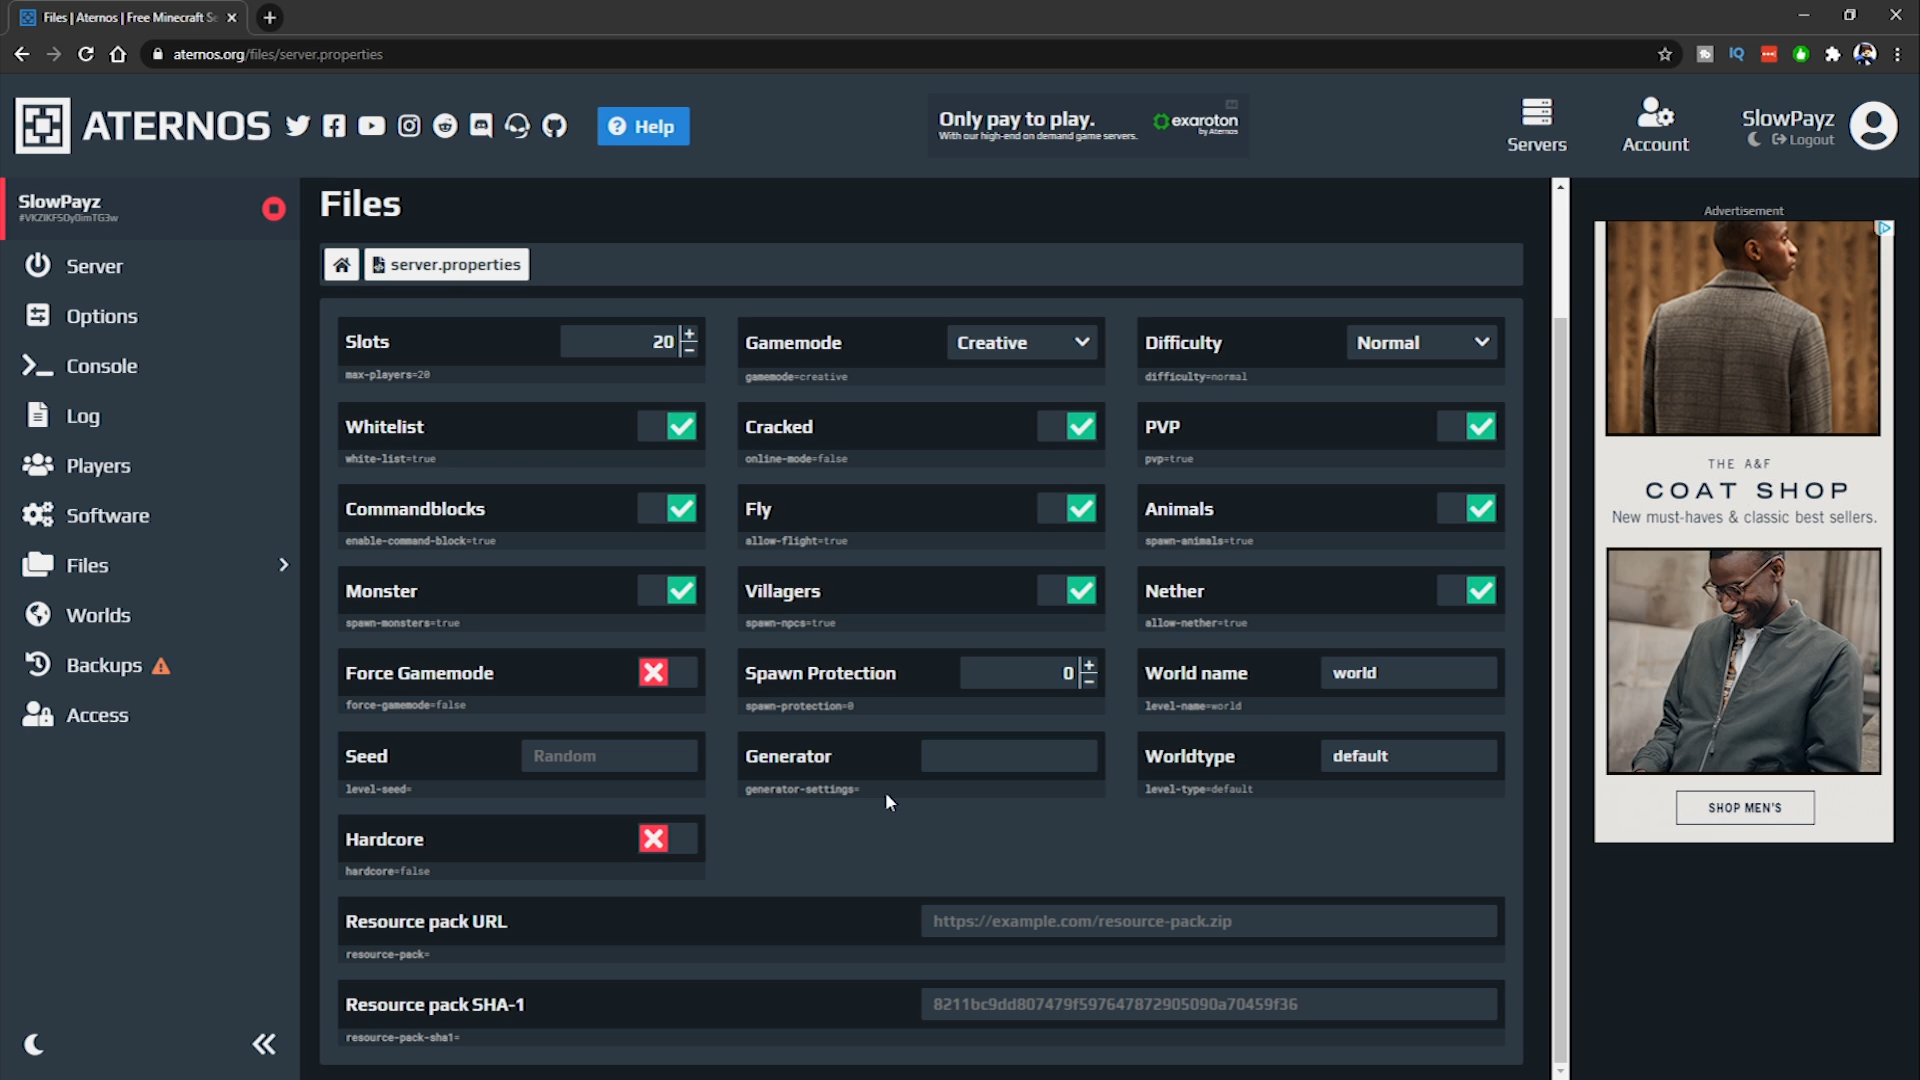 Files | Aternos | Free Minecraft Se
aternos.org/files/server.properties
IQ
ATERNOS
Help
Only pay to play.
With our high-end on demand game servers.
exaroton
by Aternos
Servers
Account
SlowPayz
Logout
SlowPayz
Server
Options
Console
Log
Players
Software
Files
Worlds
Backups
Access
Files
server.properties
Slots
20
max-players=20
Gamemode
Creative
gamemode=creative
Difficulty
Normal
difficulty=normal
Whitelist
white-list=true
Cracked
online-mode=false
PVP
pvp=true
Commandblocks
enable-command-block=true
Fly
allow-flight=true
Animals
spawn-animals=true
Monster
spawn-monsters=true
Villagers
spawn-npcs=true
Nether
allow-nether=true
Force Gamemode
force-gamemode=false
Spawn Protection
0
spawn-protection=0
World name
world
level-name=world
Seed
Random
level-seed=
Generator
generator-settings=
Worldtype
default
level-type=default
Hardcore
hardcore=false
Resource pack URL
https://example.com/resource-pack.zip
resource-pack=
Resource pack SHA-1
8211bc9dd807479f597647872905090a70459f36
resource-pack-sha1=
Advertisement
THE A&F
COAT SHOP
New must-haves & classic best sellers.
SHOP MEN'S